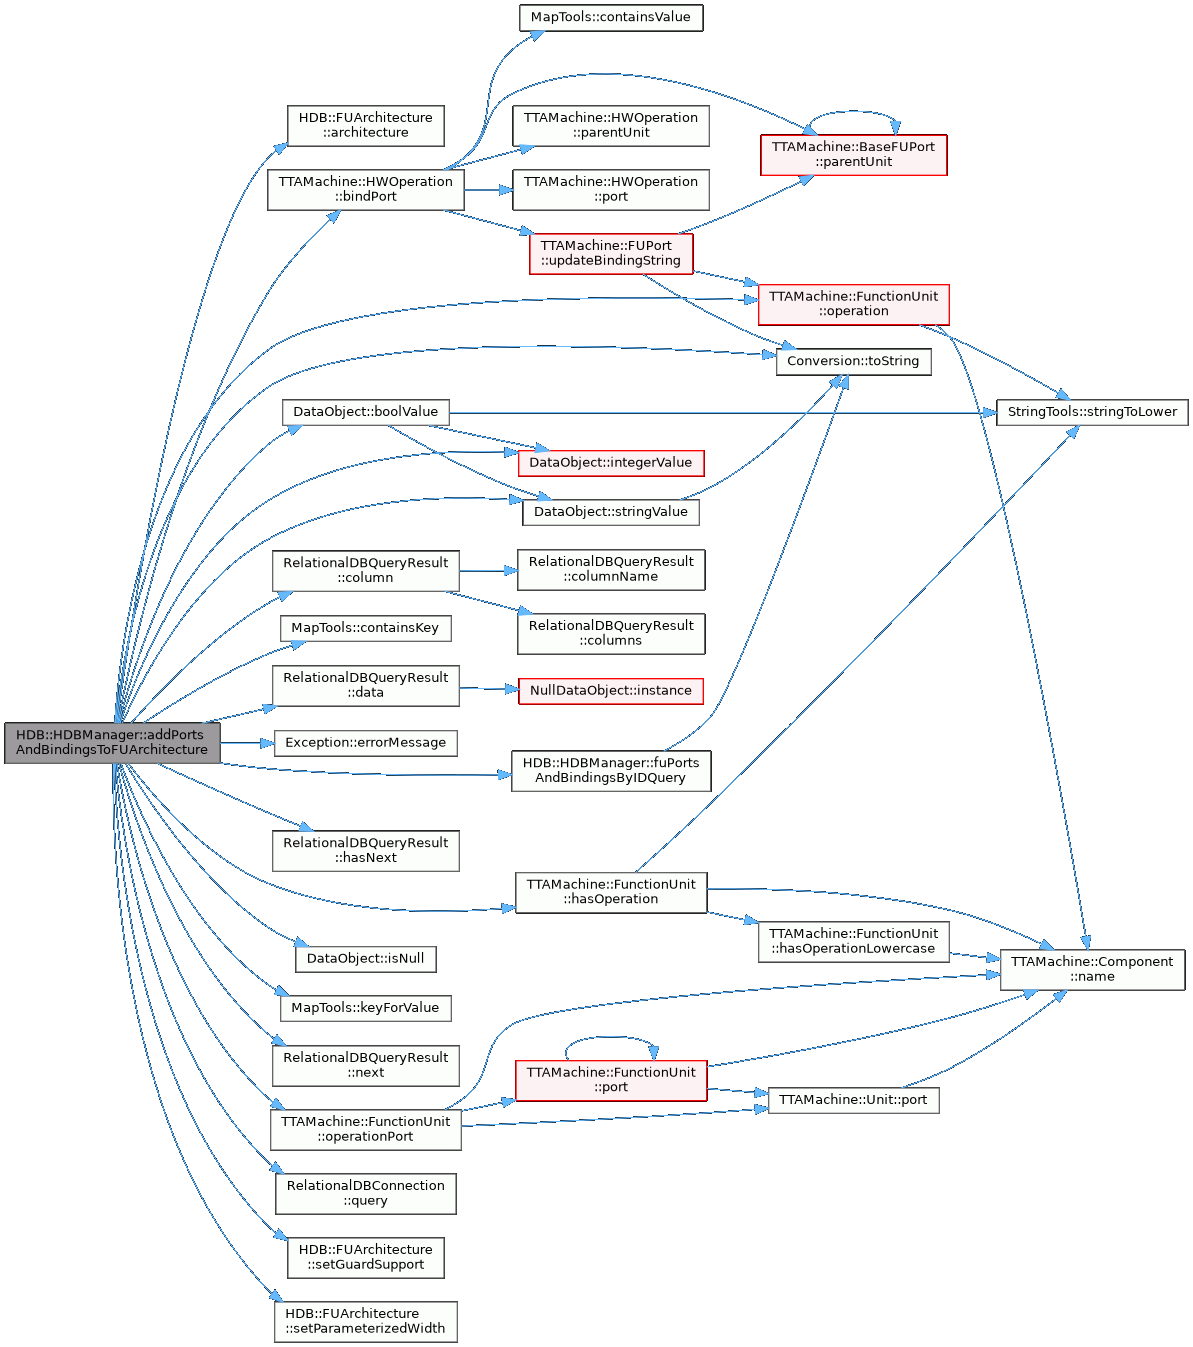 MapTools::containsValue
HDB::FUArchitecture
::architecture
TTAMachine::HWOperation
::parentUnit
TTAMachine::BaseFUPort
::parentUnit
TTAMachine::HWOperation
::bindPort
TTAMachine::HWOperation
::port
TTAMachine::FUPort
::updateBindingString
TTAMachine::FunctionUnit
::operation
Conversion::toString
DataObject::boolValue
StringTools::stringToLower
DataObject::integerValue
DataObject::stringValue
RelationalDBQueryResult
::column
RelationalDBQueryResult
::columnName
MapTools::containsKey
RelationalDBQueryResult
::columns
RelationalDBQueryResult
::data
NullDataObject::instance
HDB::HDBManager::addPorts
AndBindingsToFUArchitecture
Exception::errorMessage
HDB::HDBManager::fuPorts
AndBindingsByIDQuery
RelationalDBQueryResult
::hasNext
TTAMachine::FunctionUnit
::hasOperation
TTAMachine::FunctionUnit
::hasOperationLowercase
DataObject::isNull
TTAMachine::Component
::name
MapTools::keyForValue
RelationalDBQueryResult
::next
TTAMachine::FunctionUnit
::port
TTAMachine::Unit::port
TTAMachine::FunctionUnit
::operationPort
RelationalDBConnection
::query
HDB::FUArchitecture
::setGuardSupport
HDB::FUArchitecture
::setParameterizedWidth